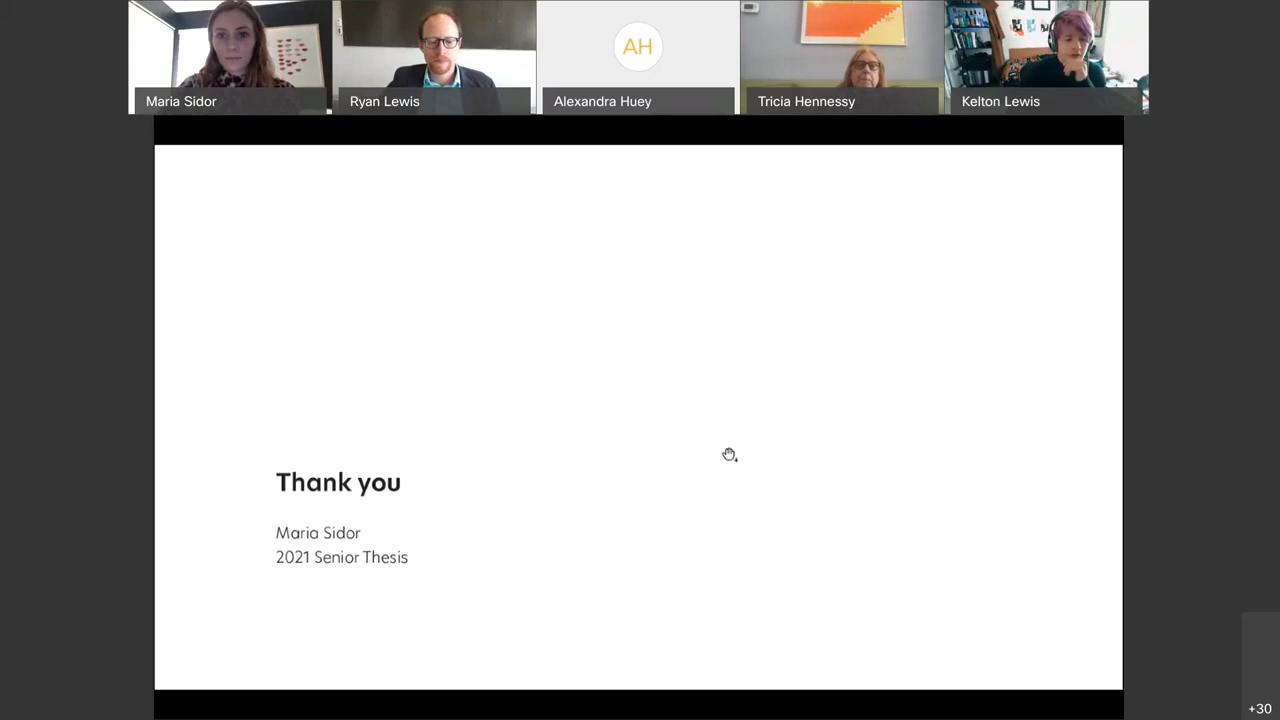 Maria Sidor
Ryan Lewis
AH
Alexandra Huey
Tricia Hennessy
Kelton Lewis
Thank you
Maria Sidor
2021 Senior Thesis
+30